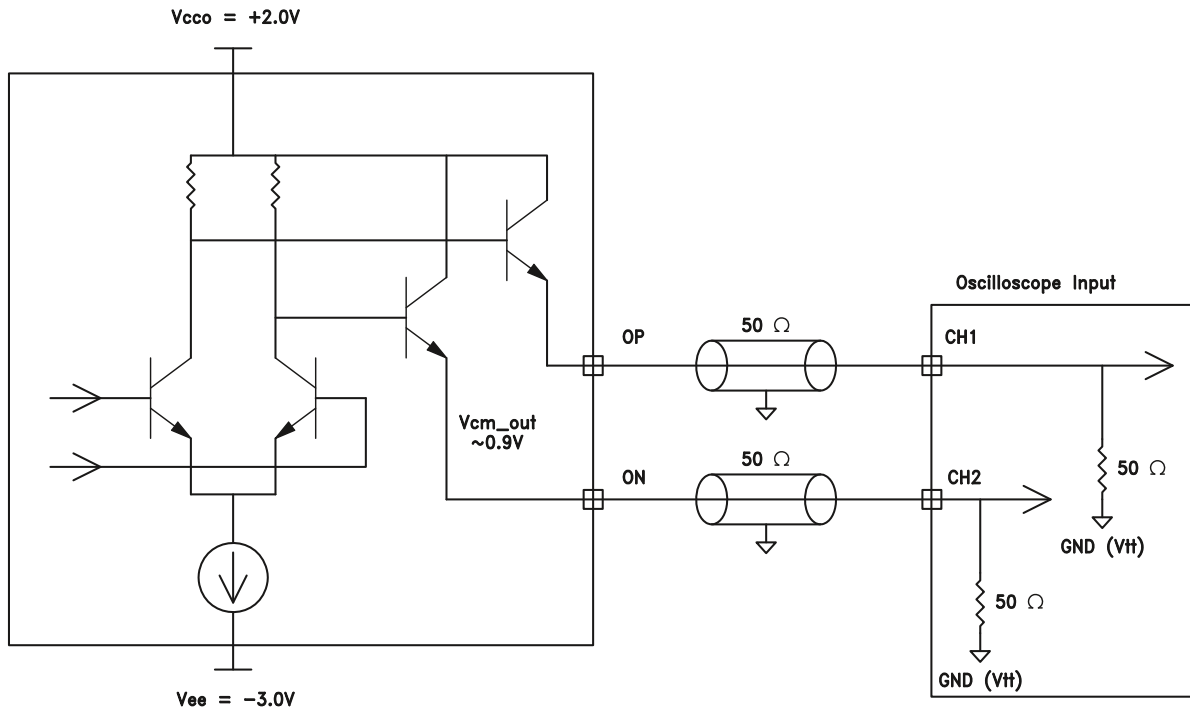 Vcco = +2.0V
Oscilloscope Input
OP
50 Ω
CH1
Vcm_out
~0.9V
50 Ω
ON
50 Ω
CH2
GND (Vtt)
50 Ω
GND (Vtt)
Vee = -3.0V